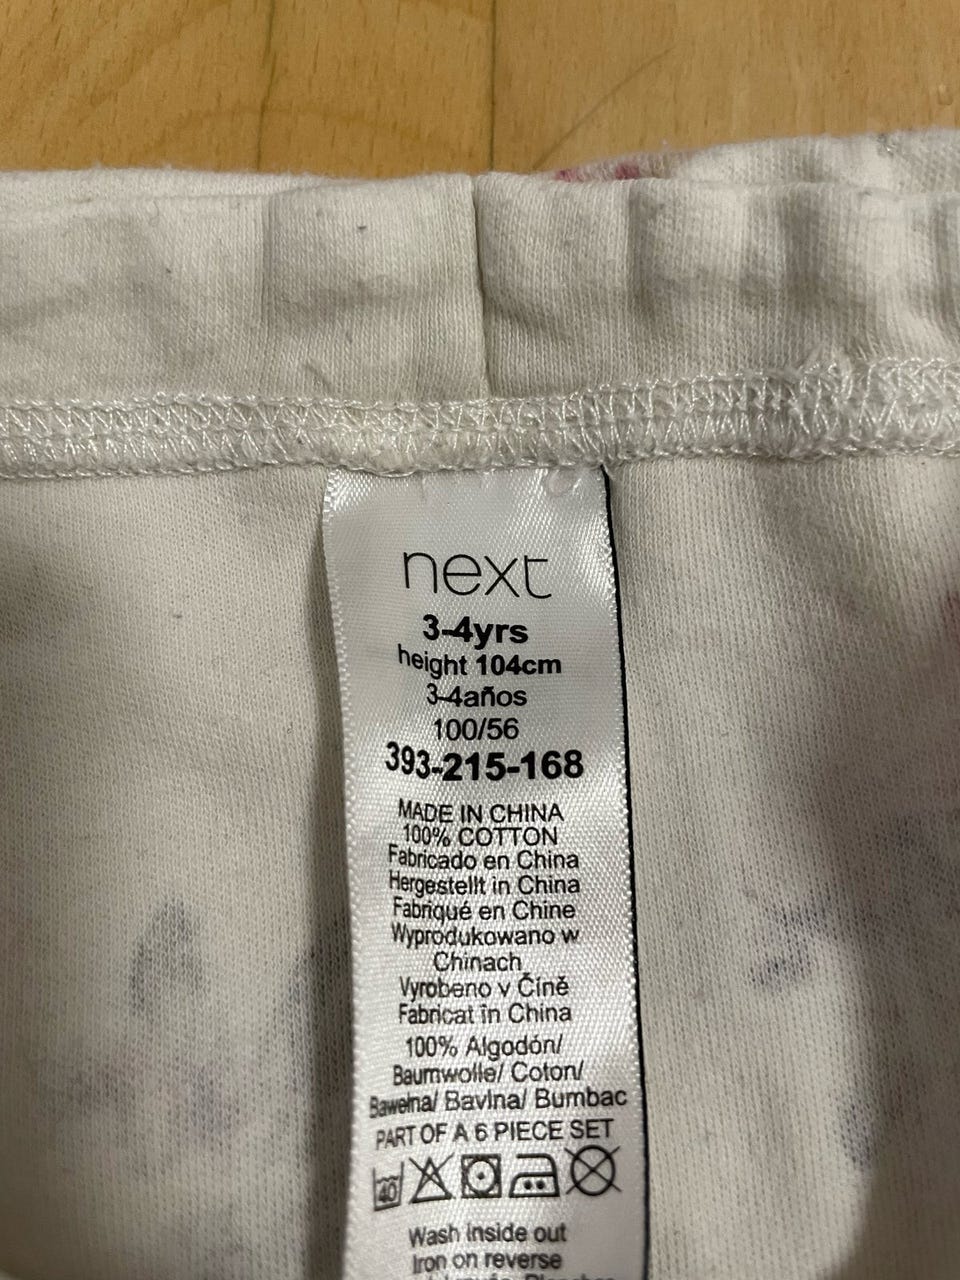 next
3-4yrs
height 104cm
3-4años
100/56
393-215-168
MADE IN CHINA
100% COTTON
Fabricado en China
Hergestellt in China
Fabriqué en Chine
Wyprodukowano w
Chinach
Vyrobeno v Číně
Fabricat în China
100% Algodón/
Baumwolle/ Coton/
Bawełna/ Bavlna/ Bumbac
PART OF A 6 PIECE SET
40
Wash inside out
Iron on reverse